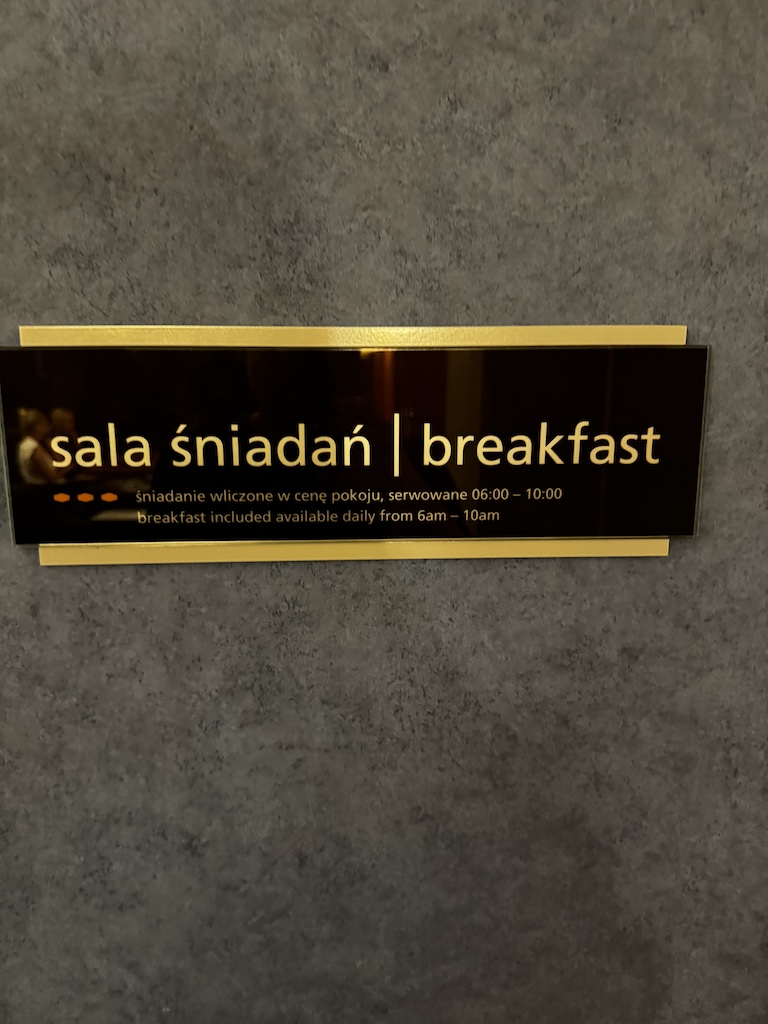 sala śniadań | breakfast
śniadanie wliczone w cenę pokoju, serwowane 06:00 – 10:00
breakfast included available daily from 6am – 10am